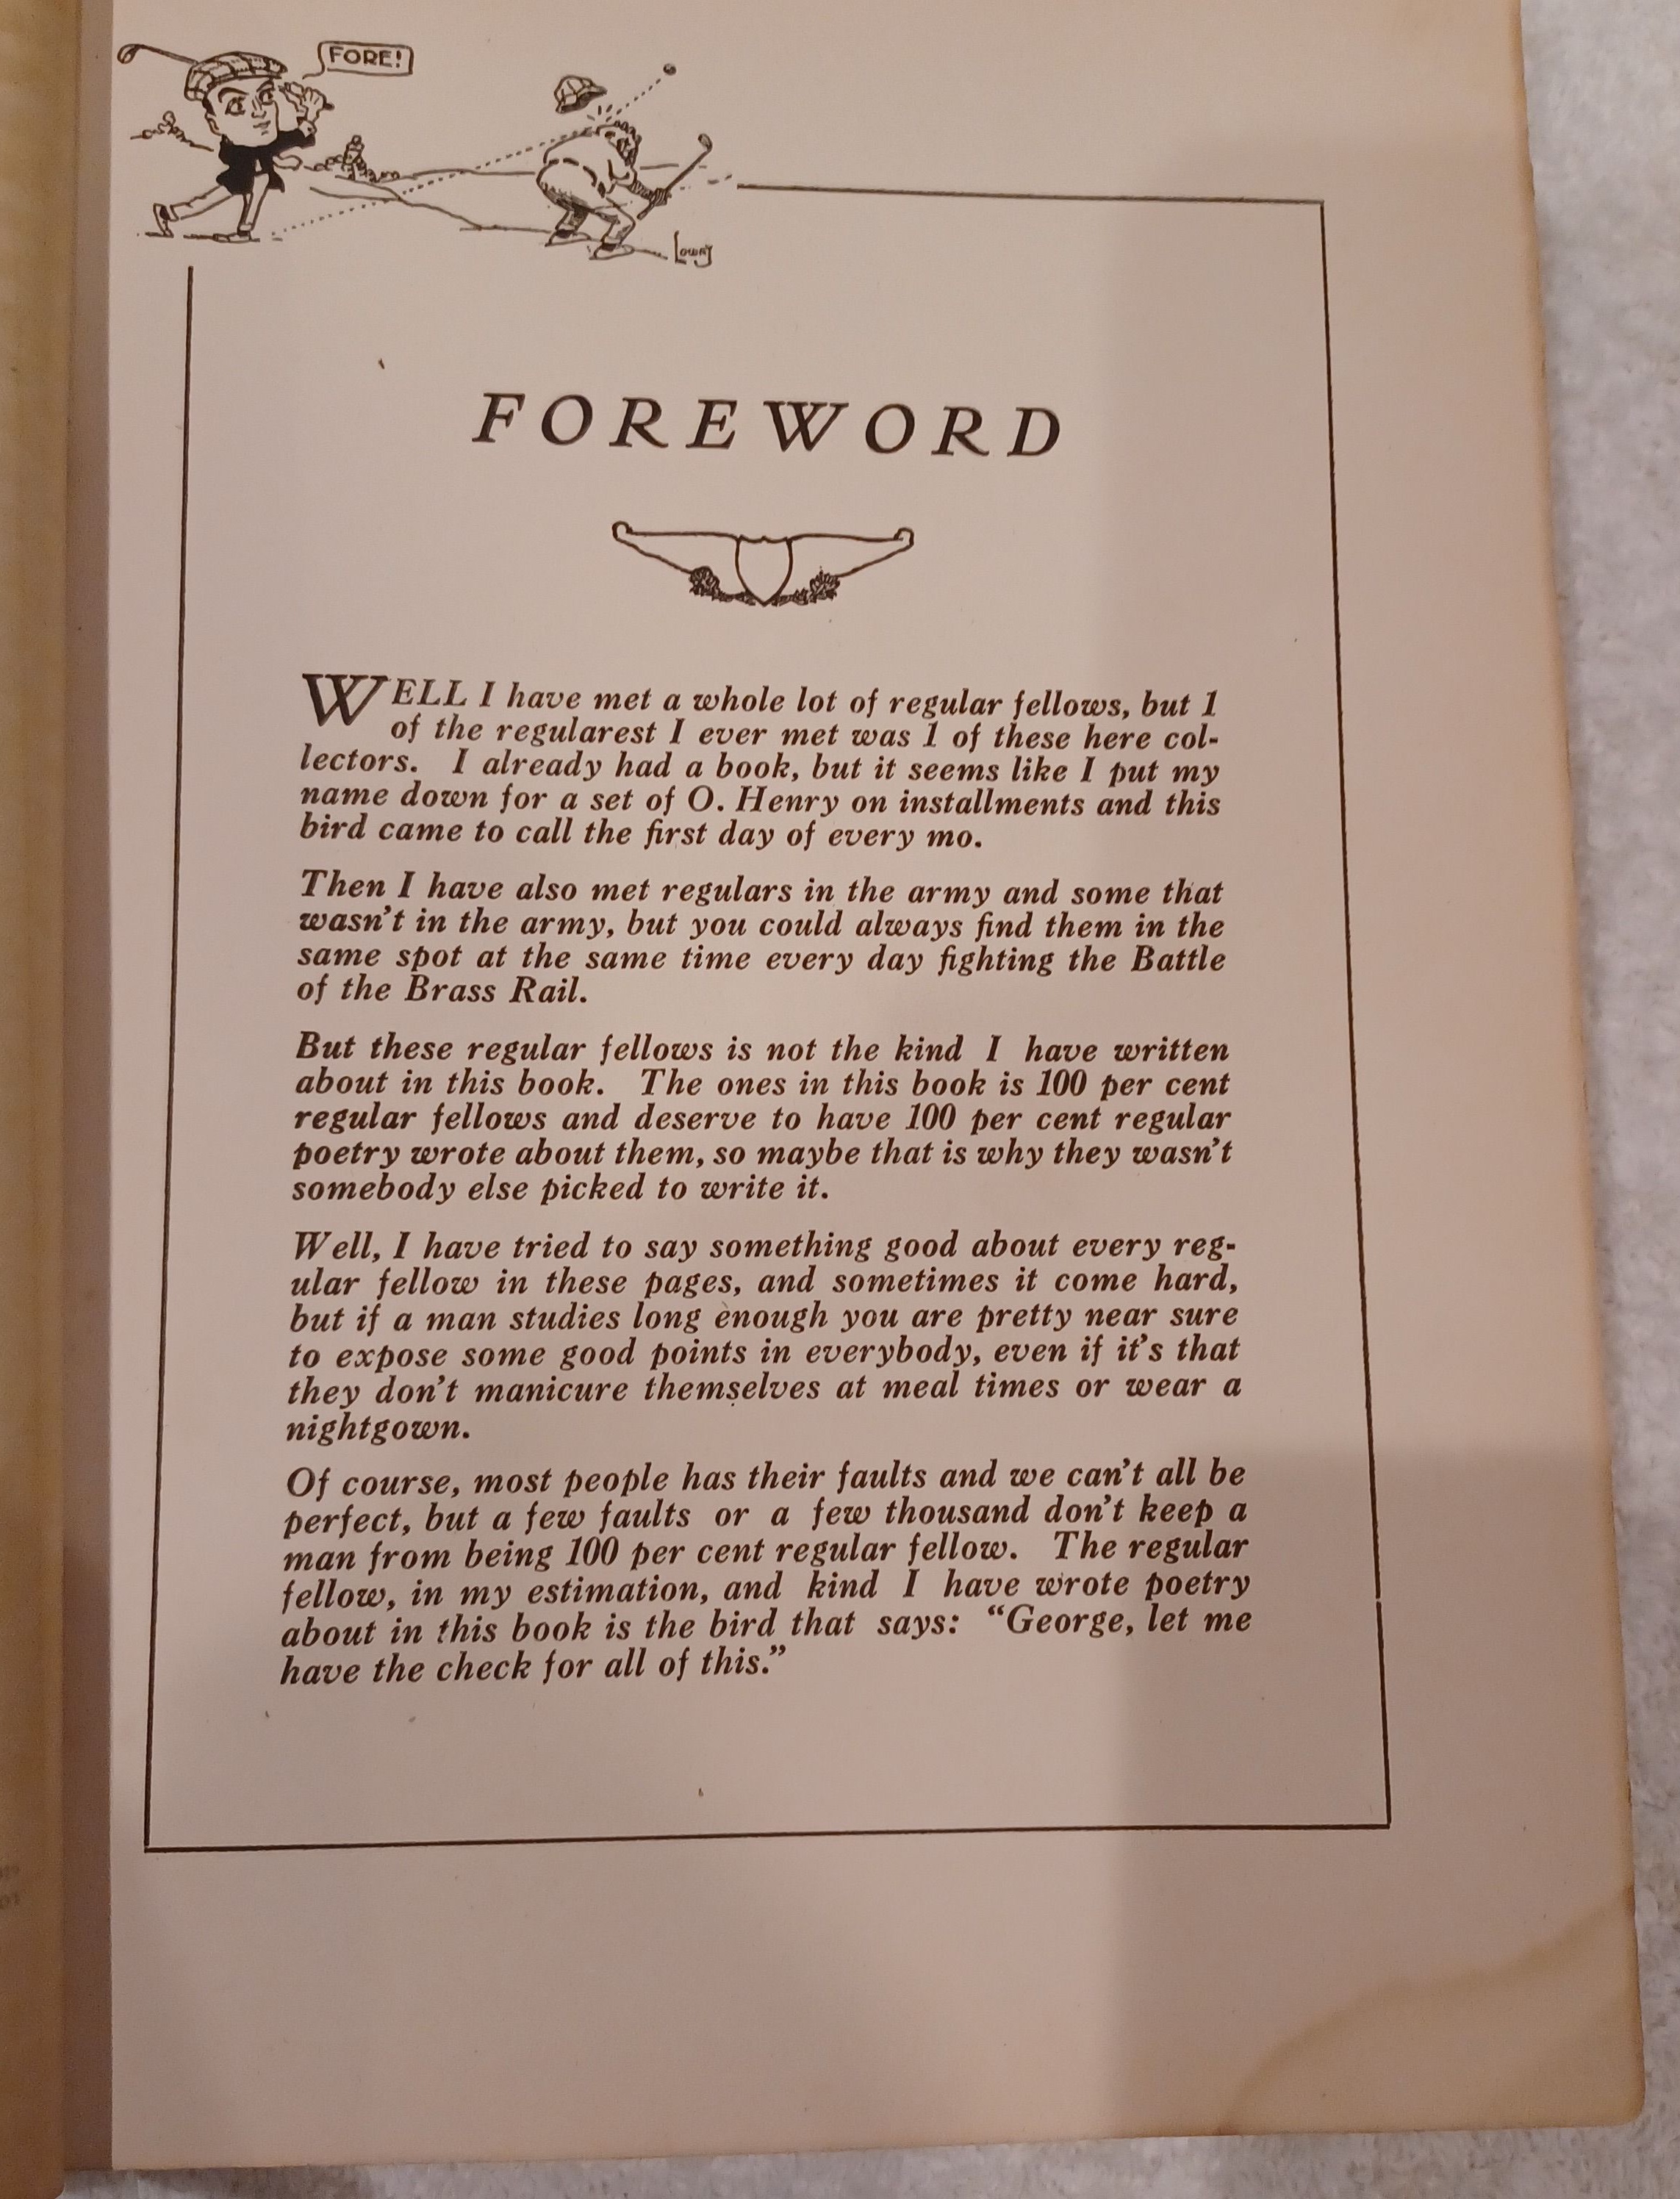 FORE!
Lowry
FOREWORD
WELL I have met a whole lot of regular fellows, but 1
of the regularest I ever met was 1 of these here col-
lectors. I already had a book, but it seems like I put my
name down for a set of O. Henry on installments and this
bird came to call the first day of every mo.
Then I have also met regulars in the army and some that
wasn't in the army, but you could always find them in the
same spot at the same time every day fighting the Battle
of the Brass Rail.
But these regular fellows is not the kind I have written
about in this book. The ones in this book is 100 per cent
regular fellows and deserve to have 100 per cent regular
poetry wrote about them, so maybe that is why they wasn't
somebody else picked to write it.
Well, I have tried to say something good about every reg-
ular fellow in these pages, and sometimes it come hard,
but if a man studies long enough you are pretty near sure
to expose some good points in everybody, even if it's that
they don't manicure themselves at meal times or wear a
nightgown.
Of course, most people has their faults and we can't all be
perfect, but a few faults or a few thousand don't keep a
man from being 100 per cent regular fellow. The regular
fellow, in my estimation, and kind I have wrote poetry
about in this book is the bird that says: "George, let me
have the check for all of this."